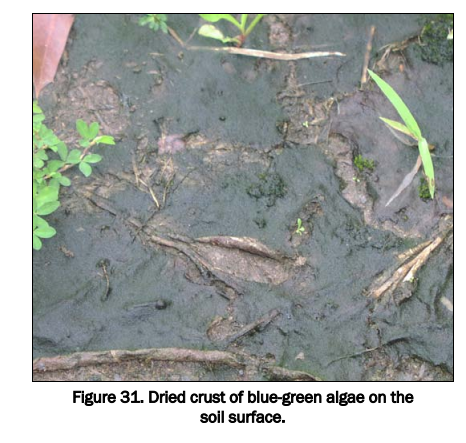 Figure 31. Dried crust of blue-green algae on the
soil surface.